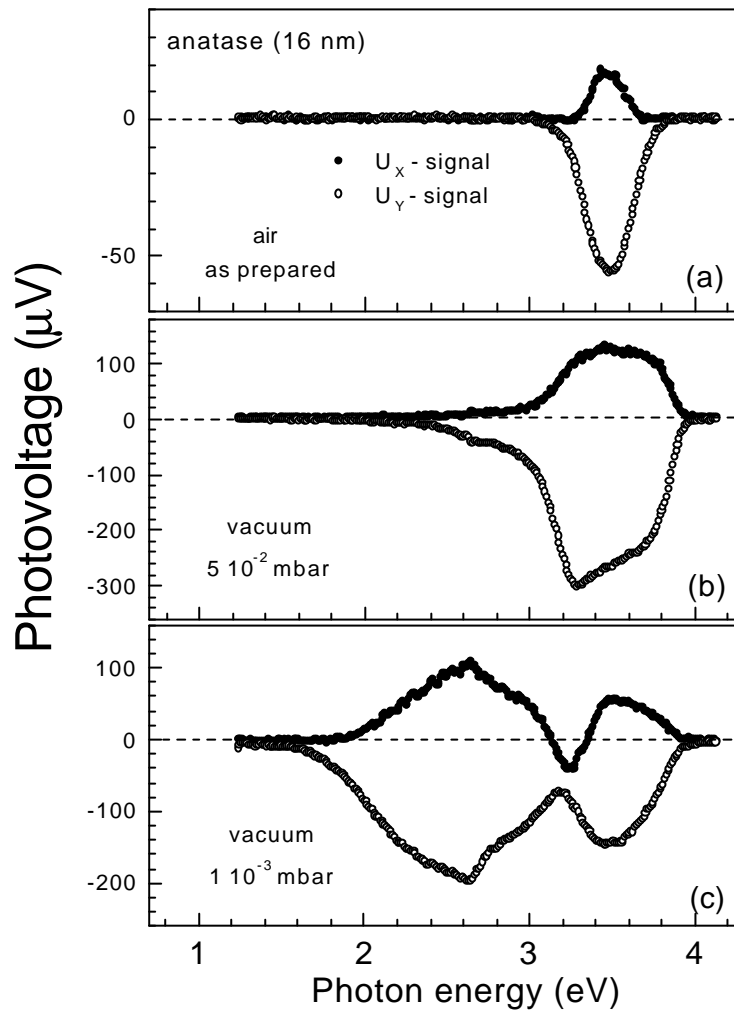 anatase (16 nm)
0
-50
U_X - signal
U_Y - signal
air
as prepared
(a)
100
0
-100
-200
-300
vacuum
5 10^-2 mbar
(b)
100
0
-100
-200
vacuum
1 10^-3 mbar
(c)
Photovoltage (μV)
1
2
3
4
Photon energy (eV)